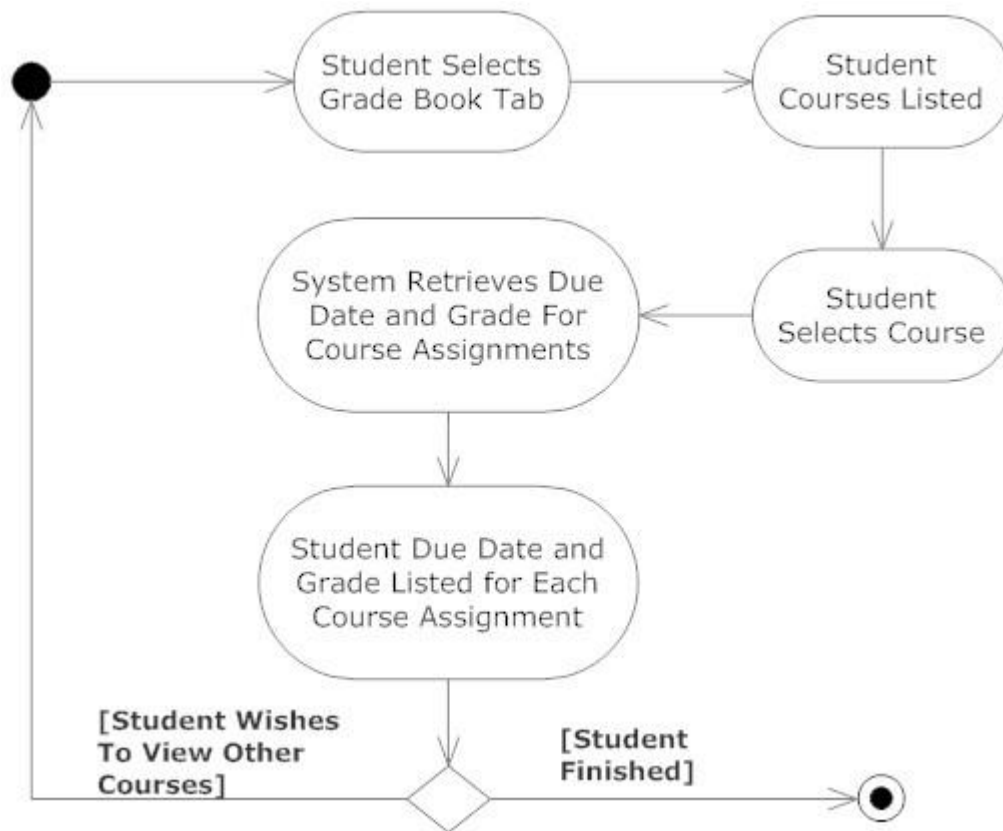 Student Selects
Grade Book Tab
Student
Courses Listed
Student
Selects Course
System Retrieves Due
Date and Grade For
Course Assignments
Student Due Date and
Grade Listed for Each
Course Assignment
[Student Wishes
To View Other
Courses]
[Student
Finished]